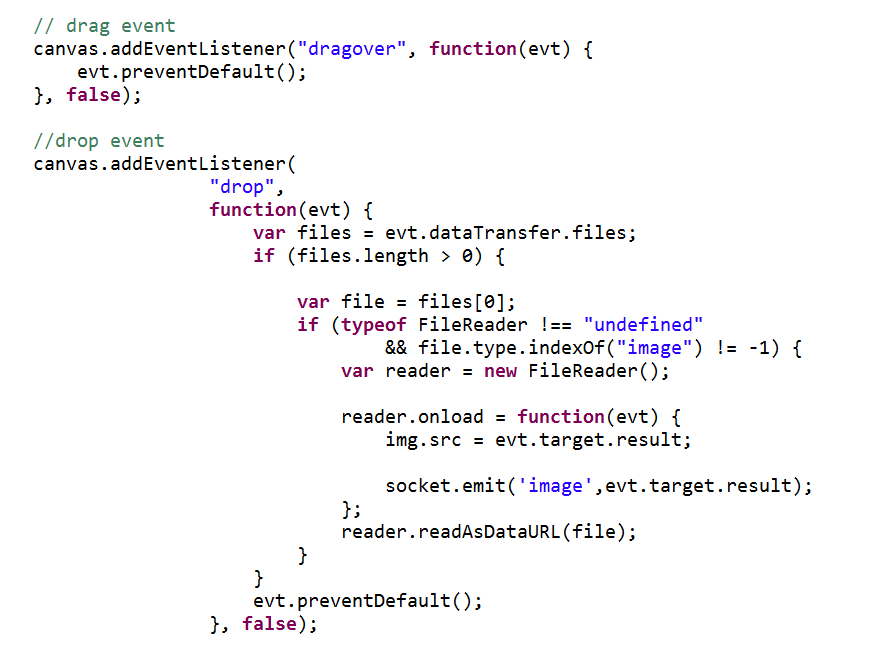 // drag event
canvas.addEventListener("dragover", function(evt) {
    evt.preventDefault();
}, false);

//drop event
canvas.addEventListener(
                "drop",
                function(evt) {
                    var files = evt.dataTransfer.files;
                    if (files.length > 0) {

                        var file = files[0];
                        if (typeof FileReader !== "undefined"
                                && file.type.indexOf("image") != -1) {
                            var reader = new FileReader();

                            reader.onload = function(evt) {
                                img.src = evt.target.result;

                                socket.emit('image',evt.target.result);
                            };
                            reader.readAsDataURL(file);
                        }
                    }
                    evt.preventDefault();
                }, false);